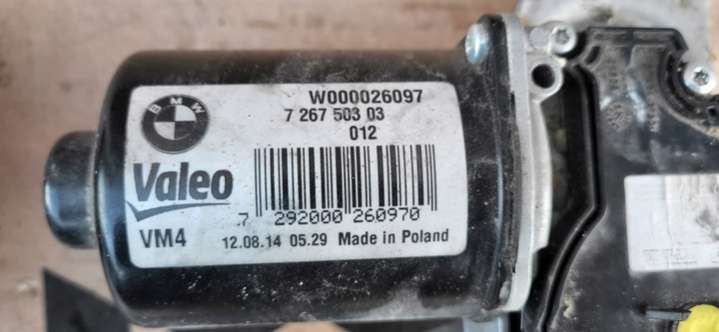 W000026097
BMW
7 267 503 03
012
Valeo
7 292000 260970
VM4
12.08.14 05.29 Made in Poland